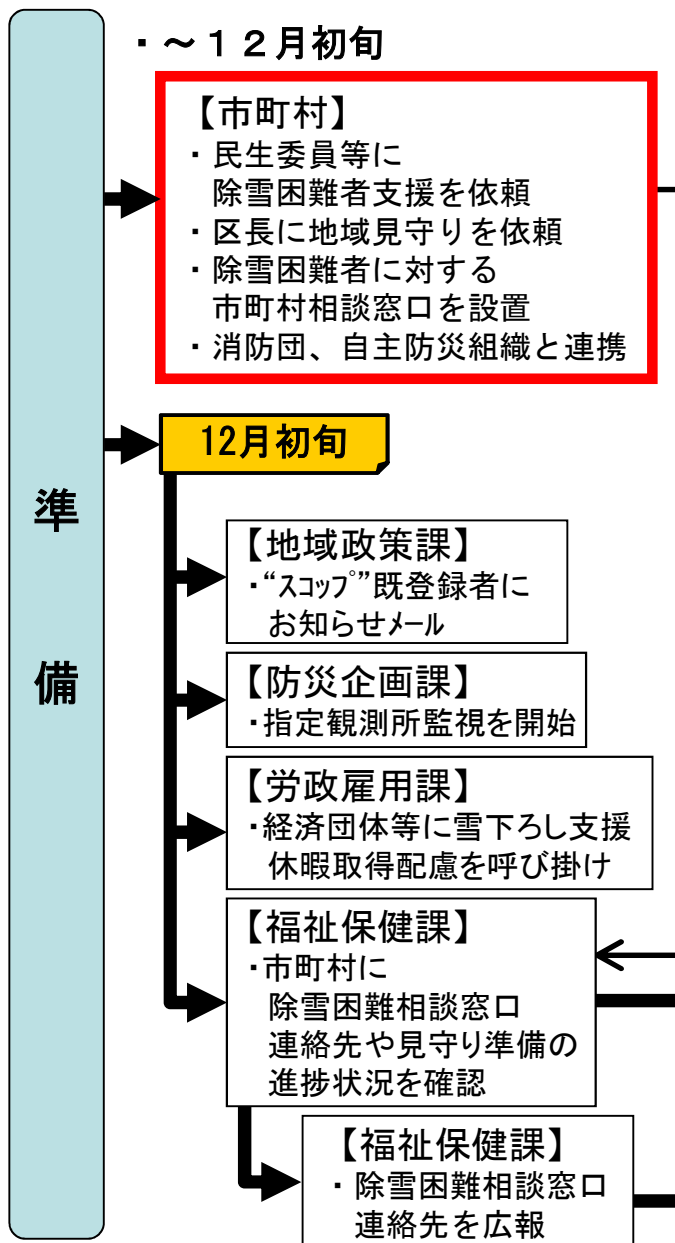 ・～１２月初旬
【市町村】
・民生委員等に
除雪困難者支援を依頼
・区長に地域見守りを依頼
・除雪困難者に対する
市町村相談窓口を設置
・消防団、自主防災組織と連携
準備
12月初旬
【地域政策課】
・“ｽｺｯﾌﾟ”既登録者に
お知らせﾒｰﾙ
【防災企画課】
・指定観測所監視を開始
【労政雇用課】
・経済団体等に雪下ろし支援
休暇取得配慮を呼び掛け
【福祉保健課】
・市町村に
除雪困難相談窓口
連絡先や見守り準備の
進捗状況を確認
【福祉保健課】
・除雪困難相談窓口
連絡先を広報